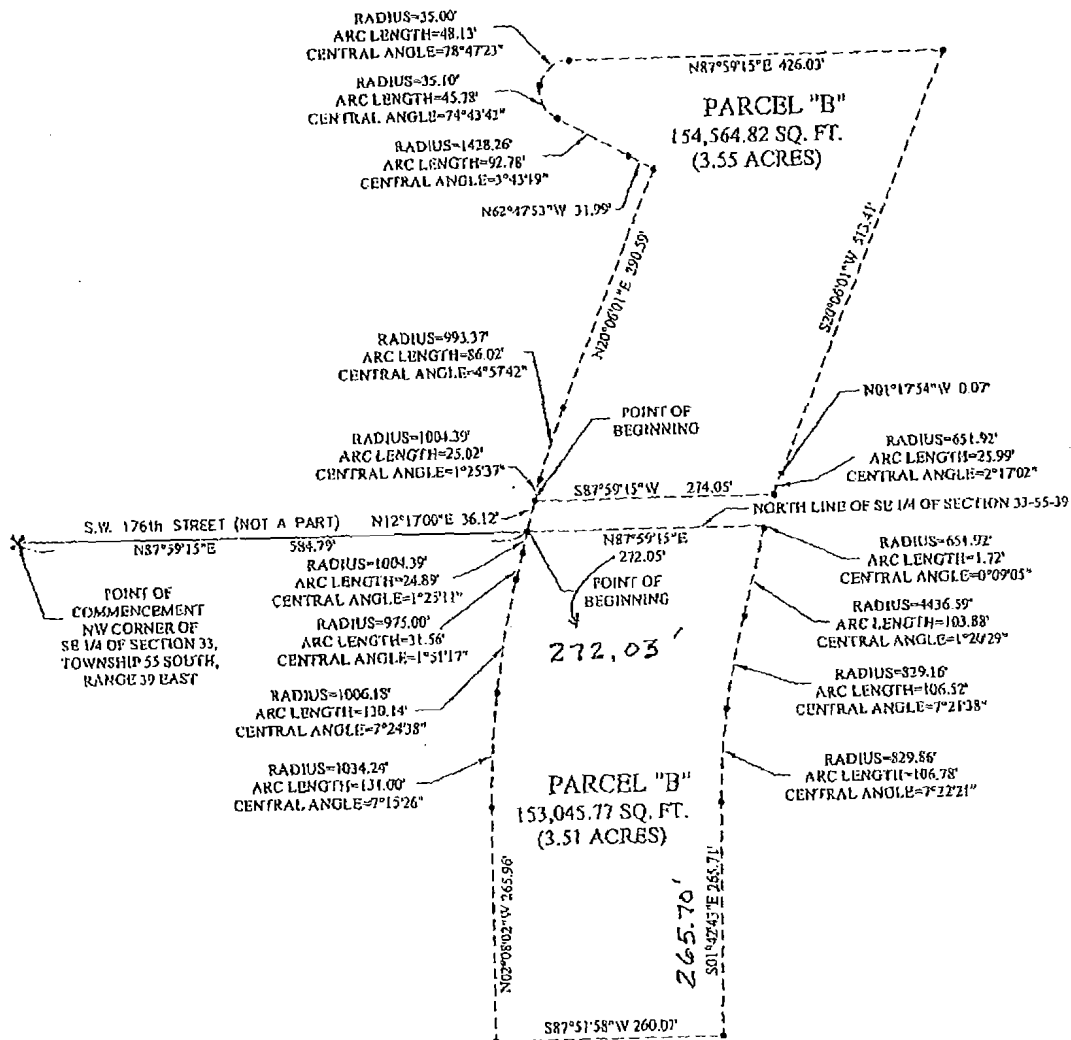 RADIUS=35.00'
ARC LENGTH=48.13'
CENTRAL ANGLE=78°47'23"
N87°59'15"E 426.03'
RADIUS=35.10'
ARC LENGTH=45.78'
CENTRAL ANGLE=74°43'42"
PARCEL "B"
154,564.82 SQ. FT.
(3.55 ACRES)
RADIUS=1428.26'
ARC LENGTH=92.78'
CENTRAL ANGLE=3°43'19"
N62°47'53"W 31.99'
N20°06'01"E 290.59'
S20°06'01"W 513.41'
RADIUS=993.37'
ARC LENGTH=86.02'
CENTRAL ANGLE=4°57'42"
N01°17'54"W 0.07'
POINT OF
BEGINNING
RADIUS=1004.39'
ARC LENGTH=25.02'
CENTRAL ANGLE=1°25'37"
RADIUS=651.92'
ARC LENGTH=25.99'
CENTRAL ANGLE=2°17'02"
S87°59'15"W 274.05'
NORTH LINE OF SE 1/4 OF SECTION 33-55-39
S.W. 176th STREET (NOT A PART)
N12°17'00"E 36.12'
N87°59'15"E 584.79'
N87°59'15"E
272.05'
RADIUS=1004.39'
ARC LENGTH=24.89'
CENTRAL ANGLE=1°25'11"
POINT OF
BEGINNING
RADIUS=651.92'
ARC LENGTH=1.72'
CENTRAL ANGLE=0°09'05"
POINT OF
COMMENCEMENT
NW CORNER OF
SE 1/4 OF SECTION 33,
TOWNSHIP 55 SOUTH,
RANGE 39 EAST
RADIUS=975.00'
ARC LENGTH=31.56'
CENTRAL ANGLE=1°51'17"
272.03'
RADIUS=4436.59'
ARC LENGTH=103.88'
CENTRAL ANGLE=1°20'29"
RADIUS=1006.18'
ARC LENGTH=130.14'
CENTRAL ANGLE=7°24'38"
RADIUS=829.16'
ARC LENGTH=106.52'
CENTRAL ANGLE=7°21'38"
RADIUS=1034.24'
ARC LENGTH=131.00'
CENTRAL ANGLE=7°15'26"
RADIUS=829.86'
ARC LENGTH=106.78'
CENTRAL ANGLE=7°22'21"
PARCEL "B"
153,045.77 SQ. FT.
(3.51 ACRES)
N02°08'02"W 265.96'
265.70'
S01°42'43"E 265.71'
S87°51'58"W 260.07'